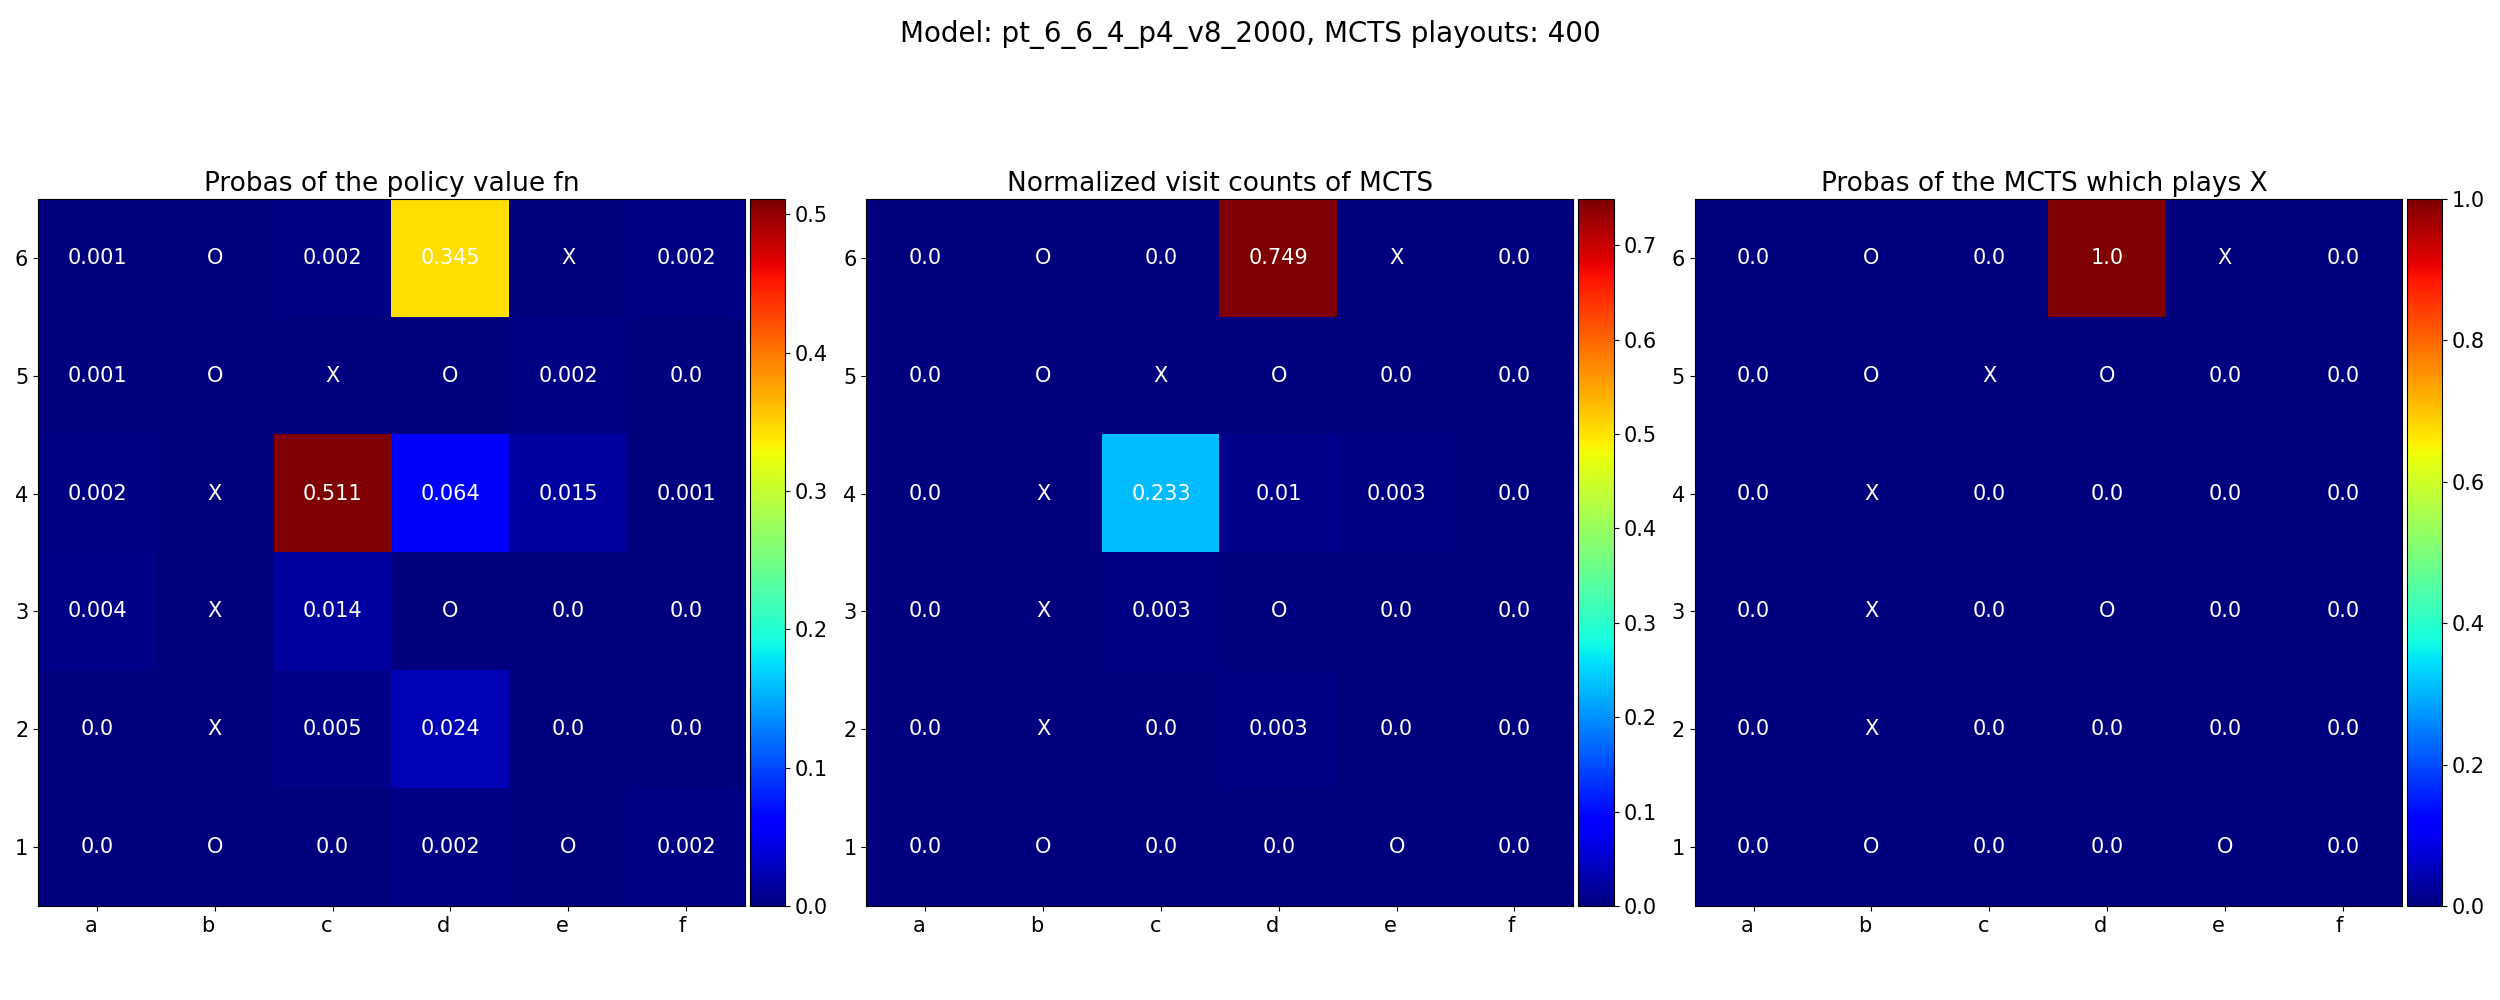 Model: pt_6_6_4_p4_v8_2000, MCTS playouts: 400
Probas of the policy value fn
6 0.001 O 0.002 0.345 X 0.002
5 0.001 O X O 0.002 0.0
4 0.002 X 0.511 0.064 0.015 0.001
3 0.004 X 0.014 O 0.0 0.0
2 0.0 X 0.005 0.024 0.0 0.0
1 0.0 O 0.0 0.002 O 0.002
a b c d e f
0.5
0.4
0.3
0.2
0.1
0.0
Normalized visit counts of MCTS
6 0.0 O 0.0 0.749 X 0.0
5 0.0 O X O 0.0 0.0
4 0.0 X 0.233 0.01 0.003 0.0
3 0.0 X 0.003 O 0.0 0.0
2 0.0 X 0.0 0.003 0.0 0.0
1 0.0 O 0.0 0.0 O 0.0
a b c d e f
0.7
0.6
0.5
0.4
0.3
0.2
0.1
0.0
Probas of the MCTS which plays X
6 0.0 O 0.0 1.0 X 0.0
5 0.0 O X O 0.0 0.0
4 0.0 X 0.0 0.0 0.0 0.0
3 0.0 X 0.0 O 0.0 0.0
2 0.0 X 0.0 0.0 0.0 0.0
1 0.0 O 0.0 0.0 O 0.0
a b c d e f
1.0
0.8
0.6
0.4
0.2
0.0